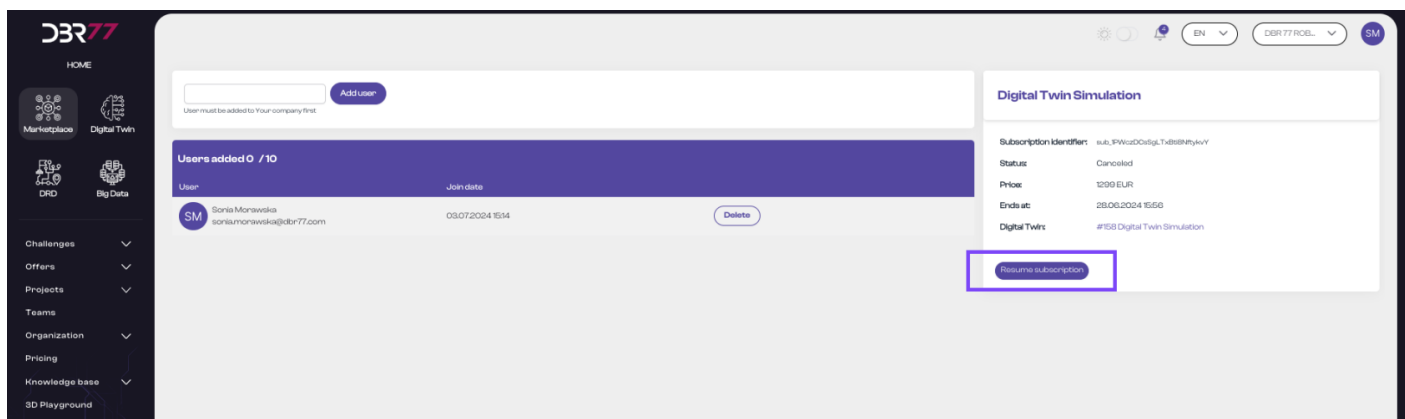 DBR77
HOME
Marketplace
Digital Twin
DRD
Big Data
Challenges
Offers
Projects
Teams
Organization
Pricing
Knowledge base
3D Playground
4
EN
DBR77 ROB...
SM
Add user
User must be added to Your company first
Users added 0 / 10
User Join date
SM
Sonia Morawska
sonia.morawska@dbr77.com
03.07.2024 15:14
Delete
Digital Twin Simulation
Subscription identifier:
Status: Canceled
Price: 1299 EUR
Ends at: 28.06.2024 15:56
Digital Twin: #158 Digital Twin Simulation
Resume subscription